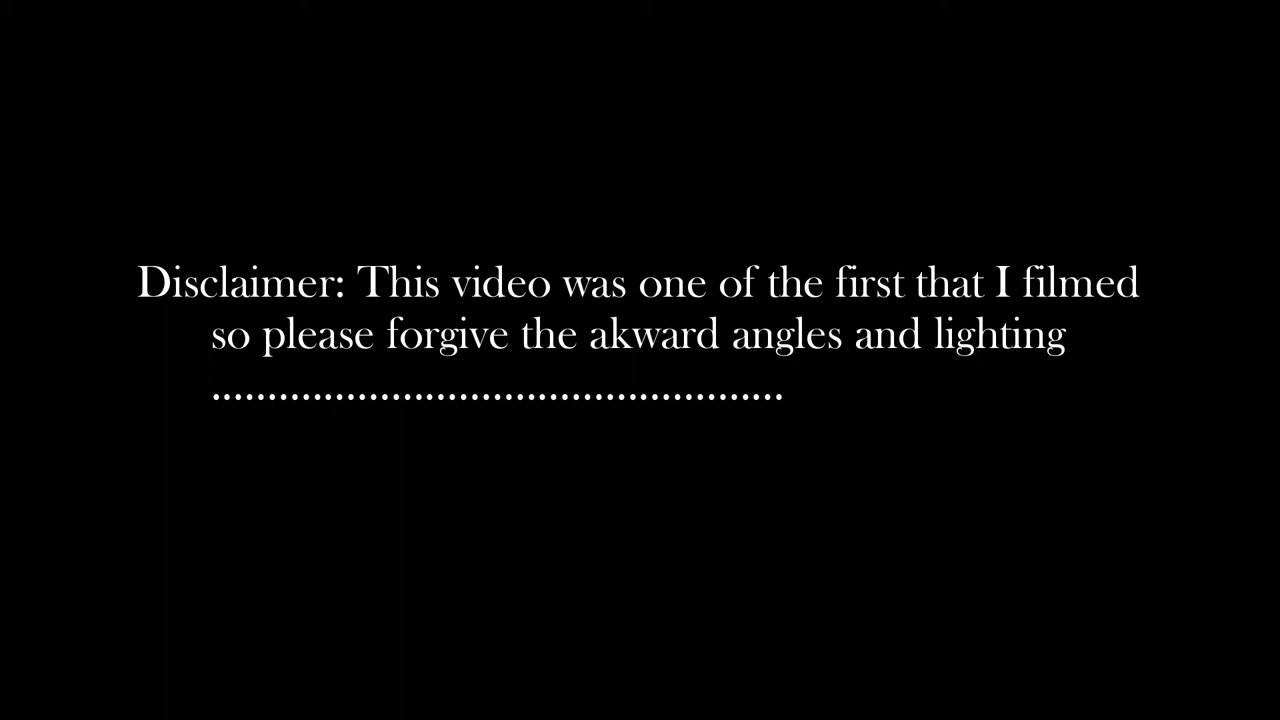 Disclaimer: This video was one of the first that I filmed
so please forgive the akward angles and lighting
...................................................